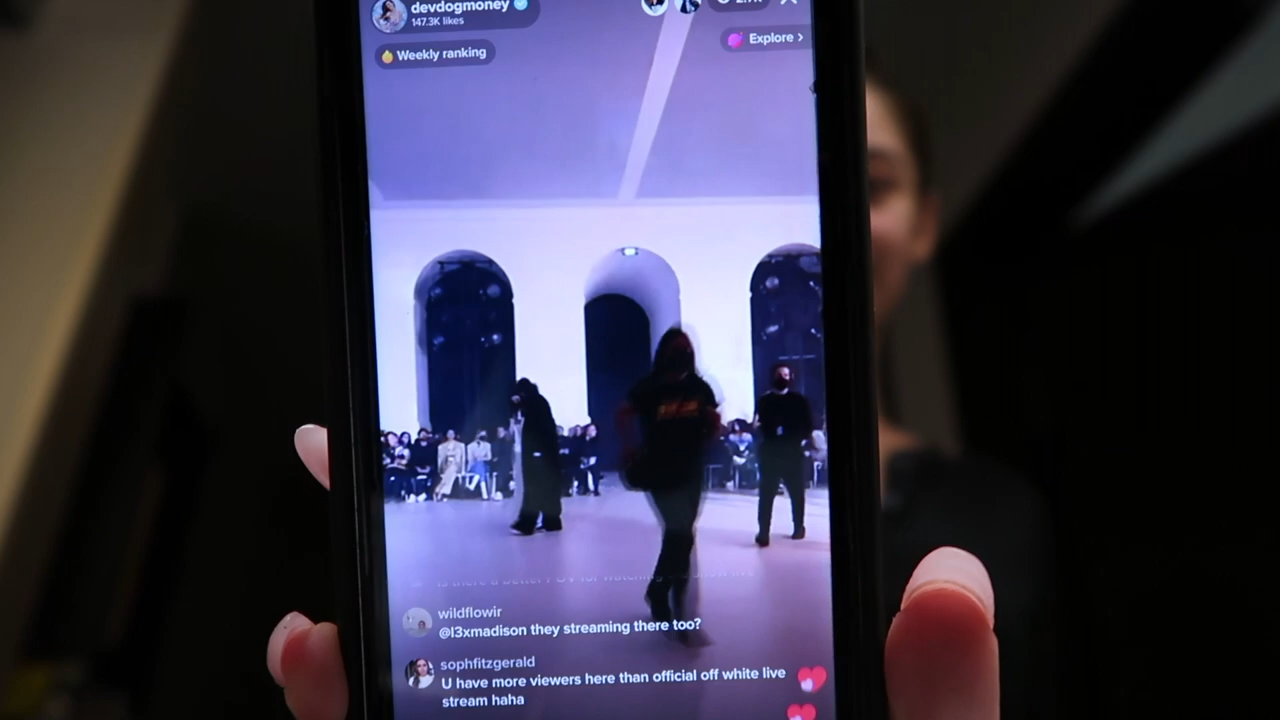 devdogmoney
147.3K likes
Weekly ranking
Explore >
wildflowir
@l3xmadison they streaming there too?
sophfitzgerald
U have more viewers here than official off white live
stream haha